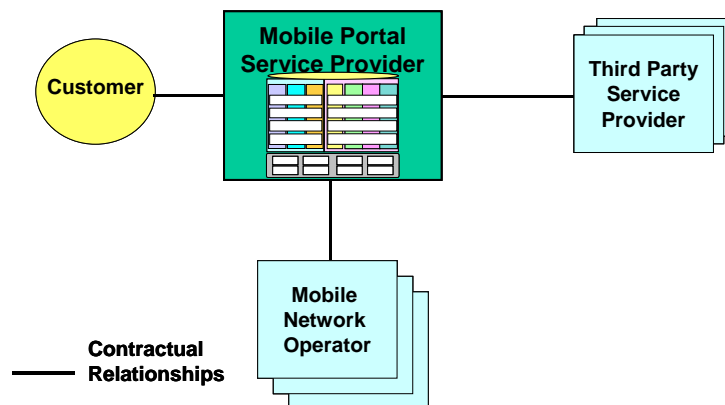 Mobile Portal
Service Provider
Customer
Third Party
Service
Provider
Mobile
Network
Operator
Contractual
Relationships